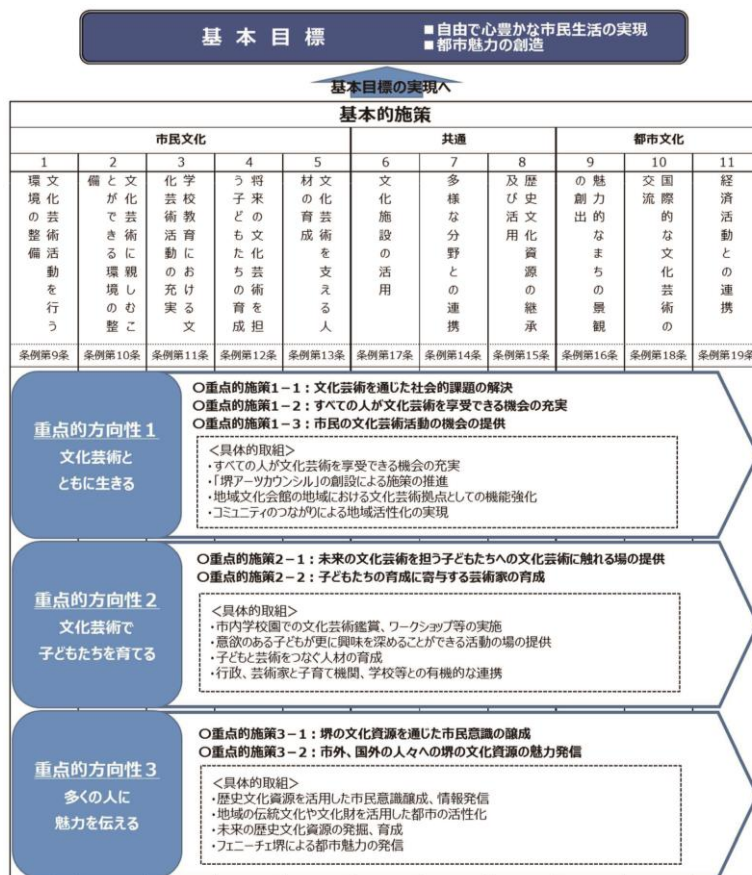 基本目標
■自由で心豊かな市民生活の実現
■都市魅力の創造
基本目標の実現へ
基本的施策
市民文化
共通
都市文化
1
2
3
4
5
6
7
8
9
10
11
文化芸術活動を行う
環境の整備
文化芸術に親しむこ
とができる環境の整
備
学校教育における文
化芸術活動の充実
将来の文化芸術を担
う子どもたちの育成
文化芸術を支える人
材の育成
文化施設の活用
多様な分野との連携
歴史文化資源の継承
及び活用
魅力的なまちの景観
の創出
国際的な文化芸術の
交流
経済活動との連携
条例第9条
条例第10条
条例第11条
条例第12条
条例第13条
条例第17条
条例第14条
条例第15条
条例第16条
条例第18条
条例第19条
重点的方向性1
文化芸術と
ともに生きる
○重点的施策1-1：文化芸術を通じた社会的課題の解決
○重点的施策1-2：すべての人が文化芸術を享受できる機会の充実
○重点的施策1-3：市民の文化芸術活動の機会の提供
＜具体的取組＞
・すべての人が文化芸術を享受できる機会の充実
・「堺アーツカウンシル」の創設による施策の推進
・地域文化会館の地域における文化芸術拠点としての機能強化
・コミュニティのつながりによる地域活性化の実現
重点的方向性2
文化芸術で
子どもたちを育てる
○重点的施策2-1：未来の文化芸術を担う子どもたちへの文化芸術に触れる場の提供
○重点的施策2-2：子どもたちの育成に寄与する芸術家の育成
＜具体的取組＞
・市内学校園での文化芸術鑑賞、ワークショップ等の実施
・意欲のある子どもが更に興味を深めることができる活動の場の提供
・子どもと芸術をつなぐ人材の育成
・行政、芸術家と子育て機関、学校等との有機的な連携
重点的方向性3
多くの人に
魅力を伝える
○重点的施策3-1：堺の文化資源を通じた市民意識の醸成
○重点的施策3-2：市外、国外の人々への堺の文化資源の魅力発信
＜具体的取組＞
・歴史文化資源を活用した市民意識醸成、情報発信
・地域の伝統文化や文化財を活用した都市の活性化
・未来の歴史文化資源の発掘、育成
・フェニーチェ堺による都市魅力の発信